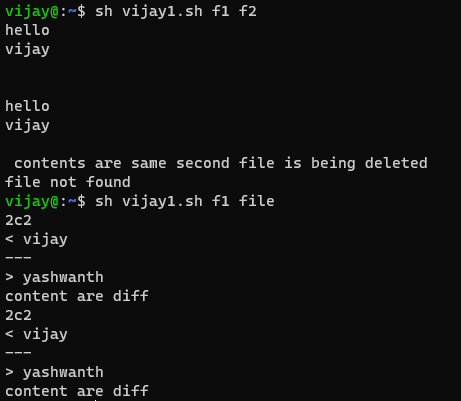 vijay@:~$ sh vijay1.sh f1 f2
hello
vijay
hello
vijay
contents are same second file is being deleted
file not found
vijay@:~$ sh vijay1.sh f1 file
2c2
< vijay
---
> yashwanth
content are diff
2c2
< vijay
---
> yashwanth
content are diff